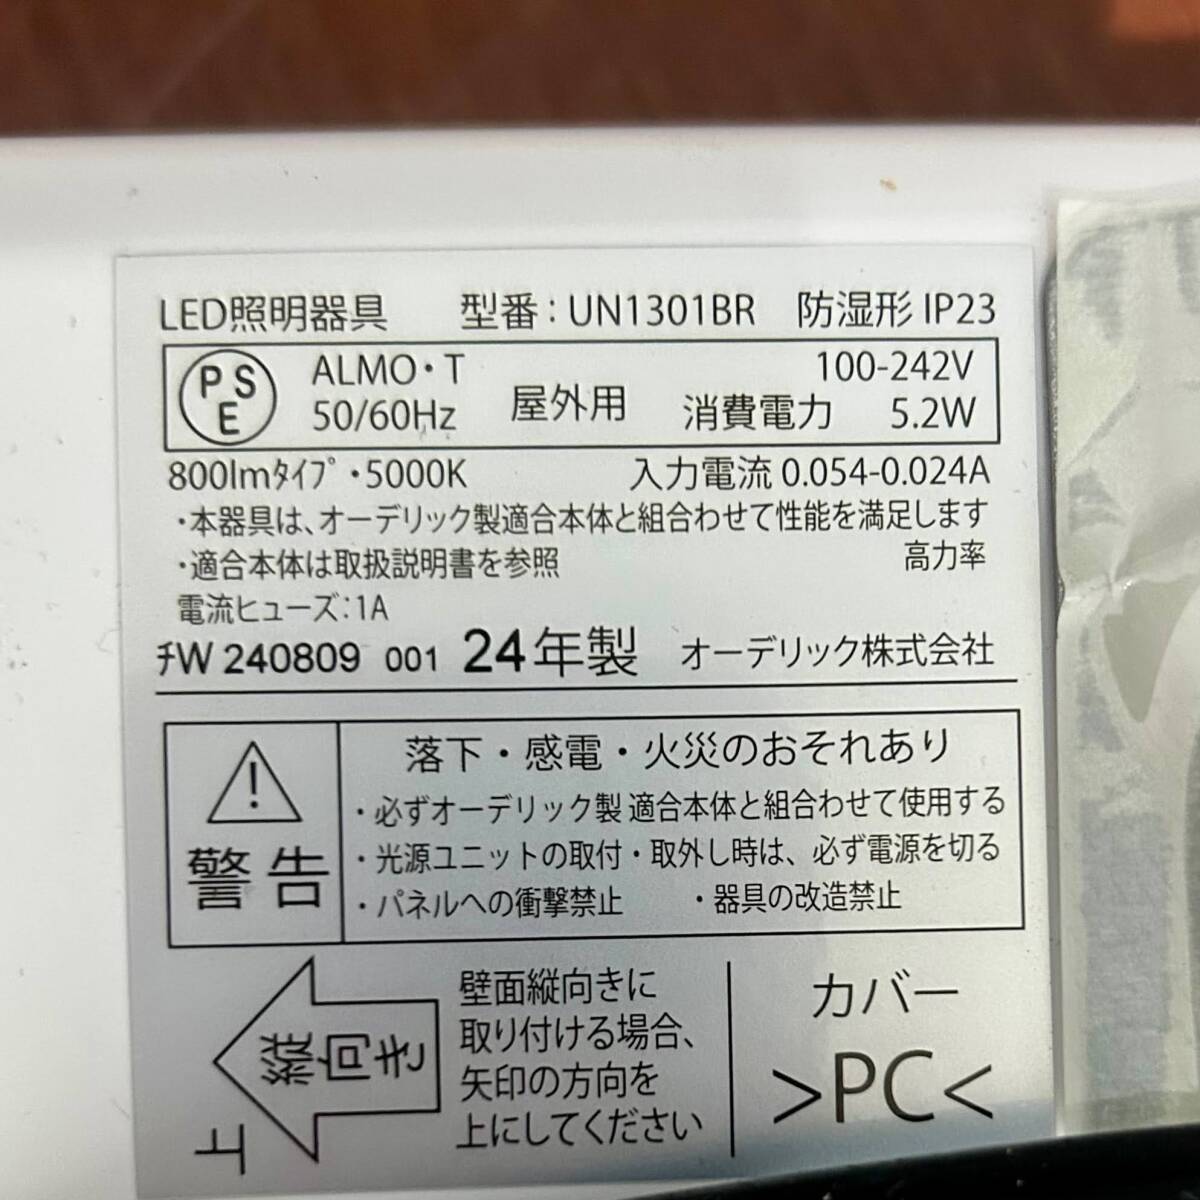 LED照明器具 型番：UN1301BR 防湿形 IP23
PSE ALMO・T 100-242V
50/60Hz 屋外用 消費電力 5.2W
800lmﾀｲﾌﾟ・5000K 入力電流 0.054-0.024A
・本器具は、オーデリック製適合本体と組合わせて性能を満足します
・適合本体は取扱説明書を参照 高力率
電流ヒューズ：1A
ﾁW 240809 001 24年製 オーデリック株式会社
警告
落下・感電・火災のおそれあり
・必ずオーデリック製 適合本体と組合わせて使用する
・光源ユニットの取付・取外し時は、必ず電源を切る
・パネルへの衝撃禁止 ・器具の改造禁止
縦向き
上
壁面縦向きに
取り付ける場合、
矢印の方向を
上にしてください
カバー
>PC<